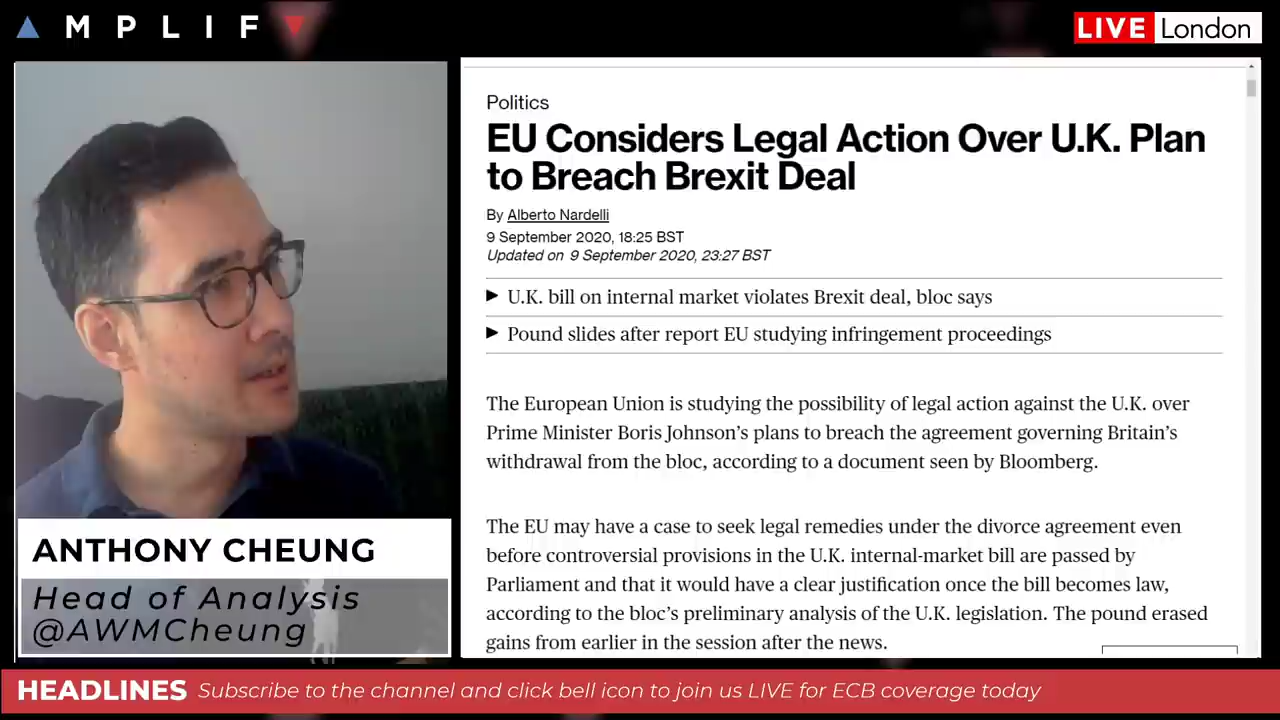 AMPLIFY
LIVE London
Politics
EU Considers Legal Action Over U.K. Plan
to Breach Brexit Deal
By Alberto Nardelli
9 September 2020, 18:25 BST
Updated on 9 September 2020, 23:27 BST
U.K. bill on internal market violates Brexit deal, bloc says
Pound slides after report EU studying infringement proceedings
The European Union is studying the possibility of legal action against the U.K. over
Prime Minister Boris Johnson's plans to breach the agreement governing Britain's
withdrawal from the bloc, according to a document seen by Bloomberg.
The EU may have a case to seek legal remedies under the divorce agreement even
before controversial provisions in the U.K. internal-market bill are passed by
Parliament and that it would have a clear justification once the bill becomes law,
according to the bloc's preliminary analysis of the U.K. legislation. The pound erased
gains from earlier in the session after the news.
ANTHONY CHEUNG
Head of Analysis
@AWMCheung
HEADLINES Subscribe to the channel and click bell icon to join us LIVE for ECB coverage today